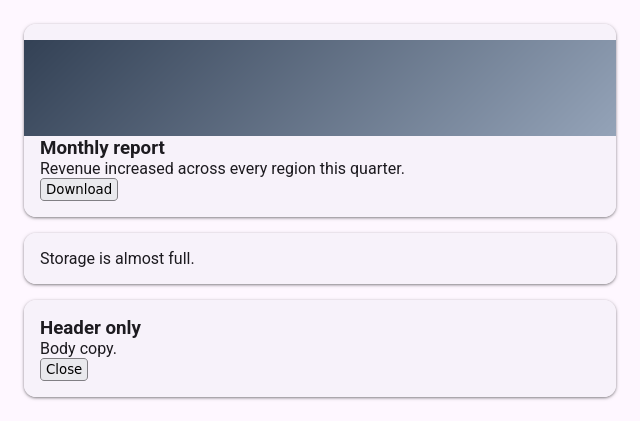 Monthly report
Revenue increased across every region this quarter.
Download
Storage is almost full.
Header only
Body copy.
Close